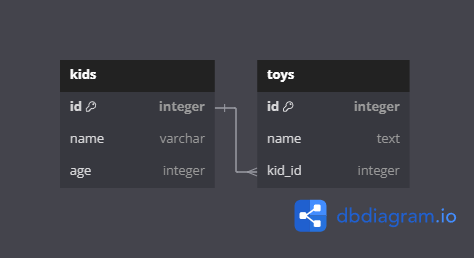 kids
id integer
name varchar
age integer
toys
id integer
name text
kid_id integer
dbdiagram.io